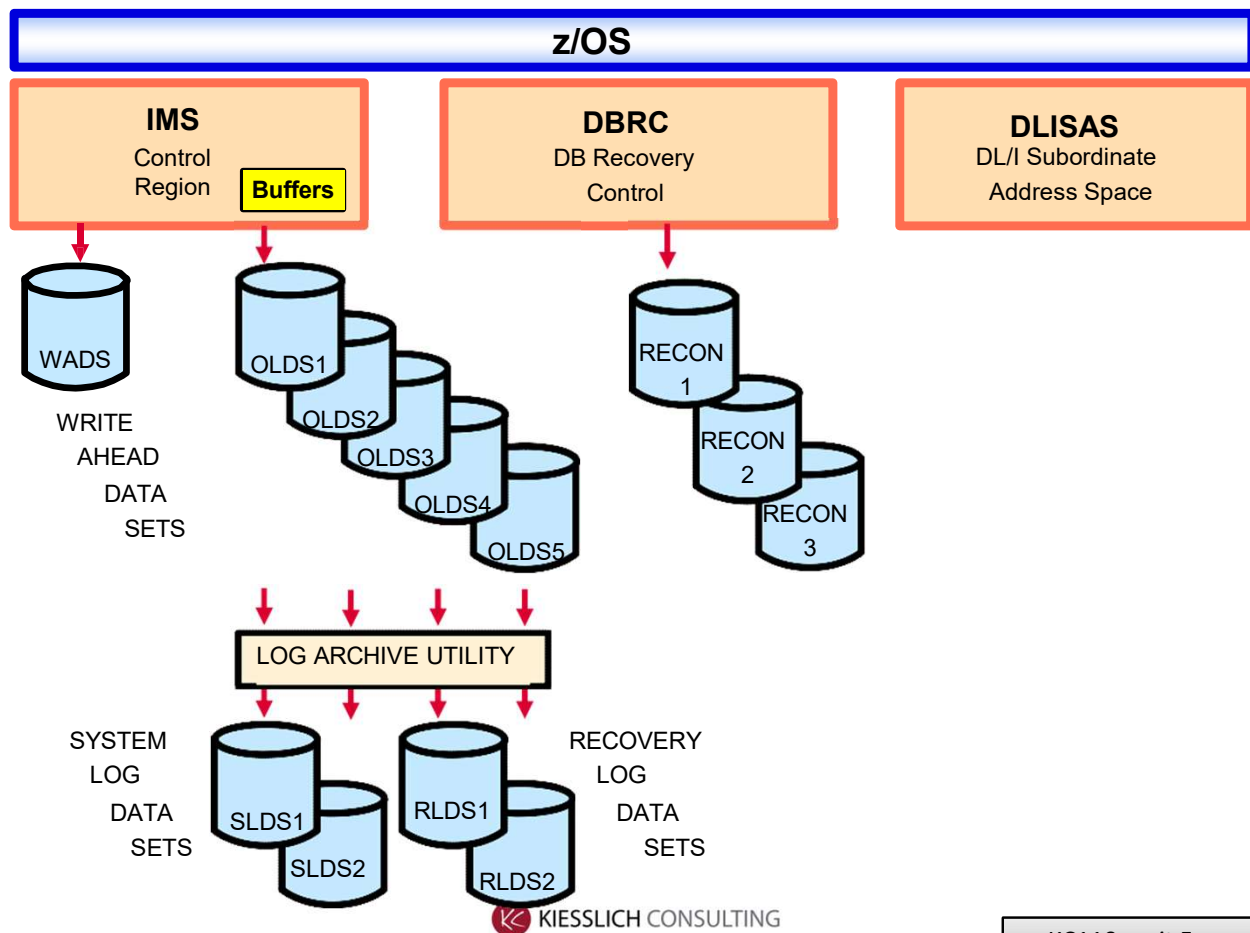 z/OS
IMS
Control
Region
Buffers
DBRC
DB Recovery
Control
DLISAS
DL/I Subordinate
Address Space
WADS
WRITE
AHEAD
DATA
SETS
OLDS1
OLDS2
OLDS3
OLDS4
OLDS5
RECON
1
RECON
2
RECON
3
LOG ARCHIVE UTILITY
SYSTEM
LOG
DATA
SETS
SLDS1
SLDS2
RLDS1
RLDS2
RECOVERY
LOG
DATA
SETS
KC KIESSLICH CONSULTING